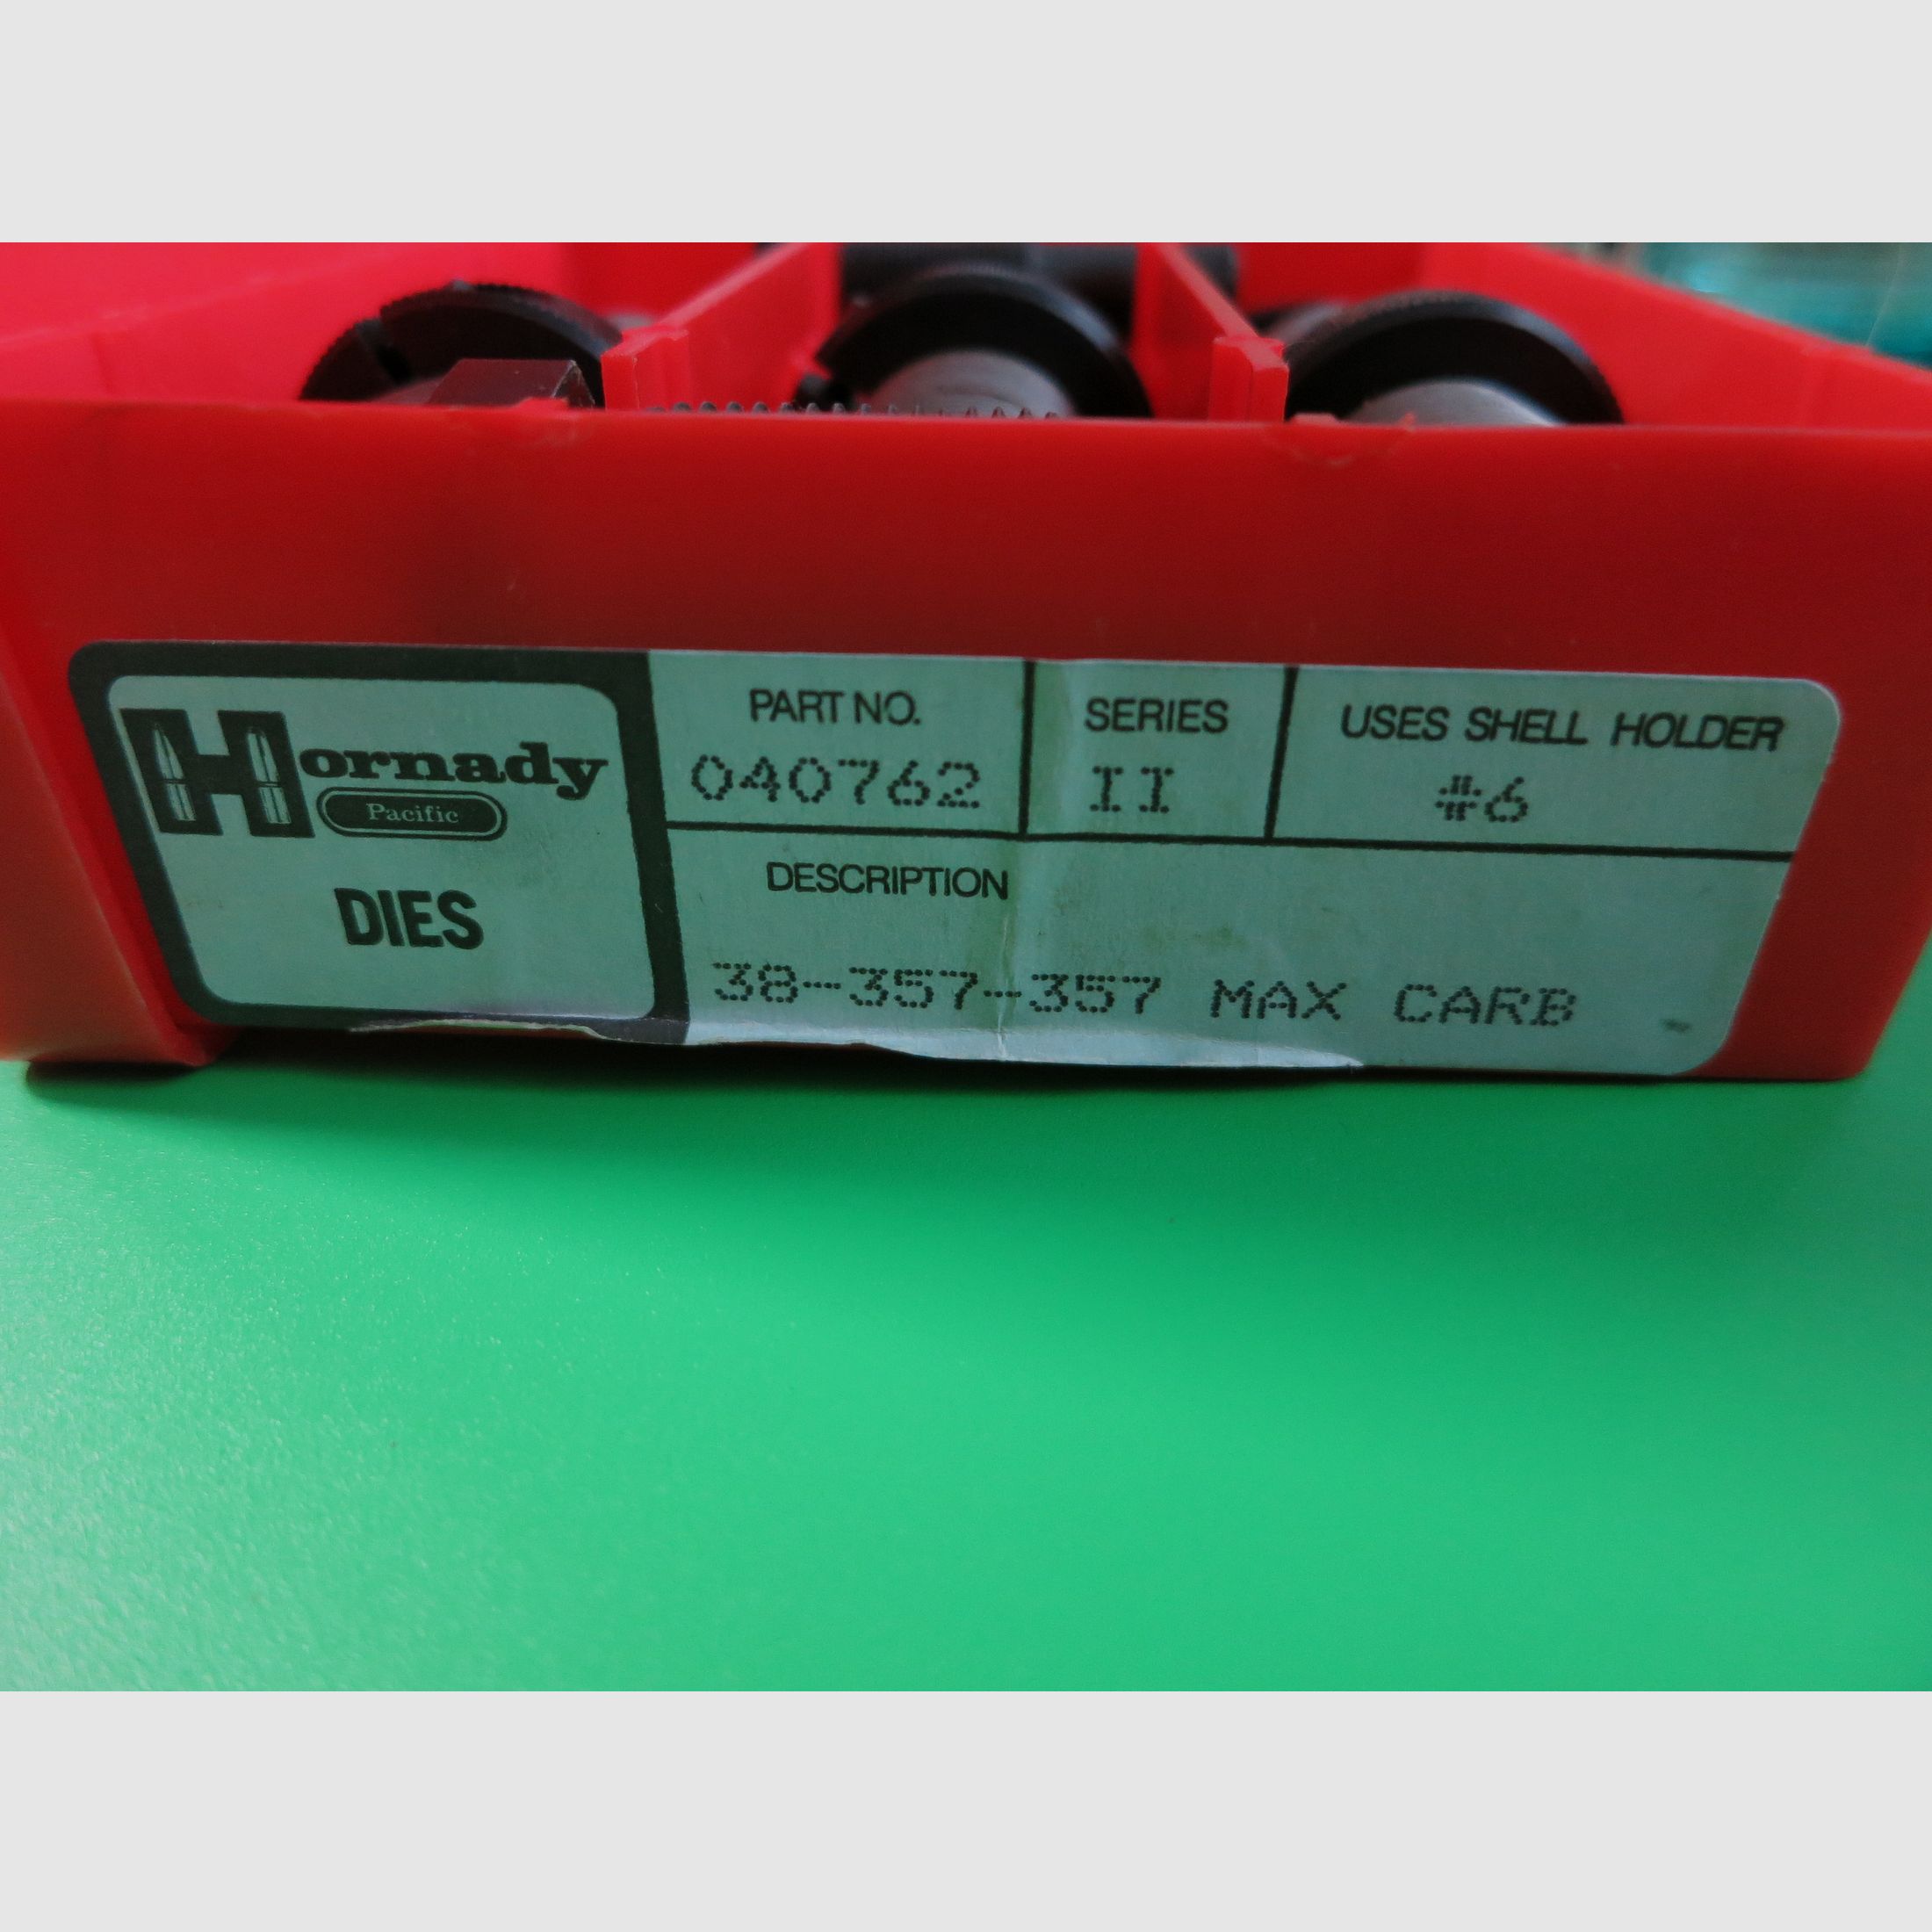 Hornady
Pacific
DIES
PART NO.
040762
SERIES
II
USES SHELL HOLDER
#6
DESCRIPTION
38-357-357 MAX CARB